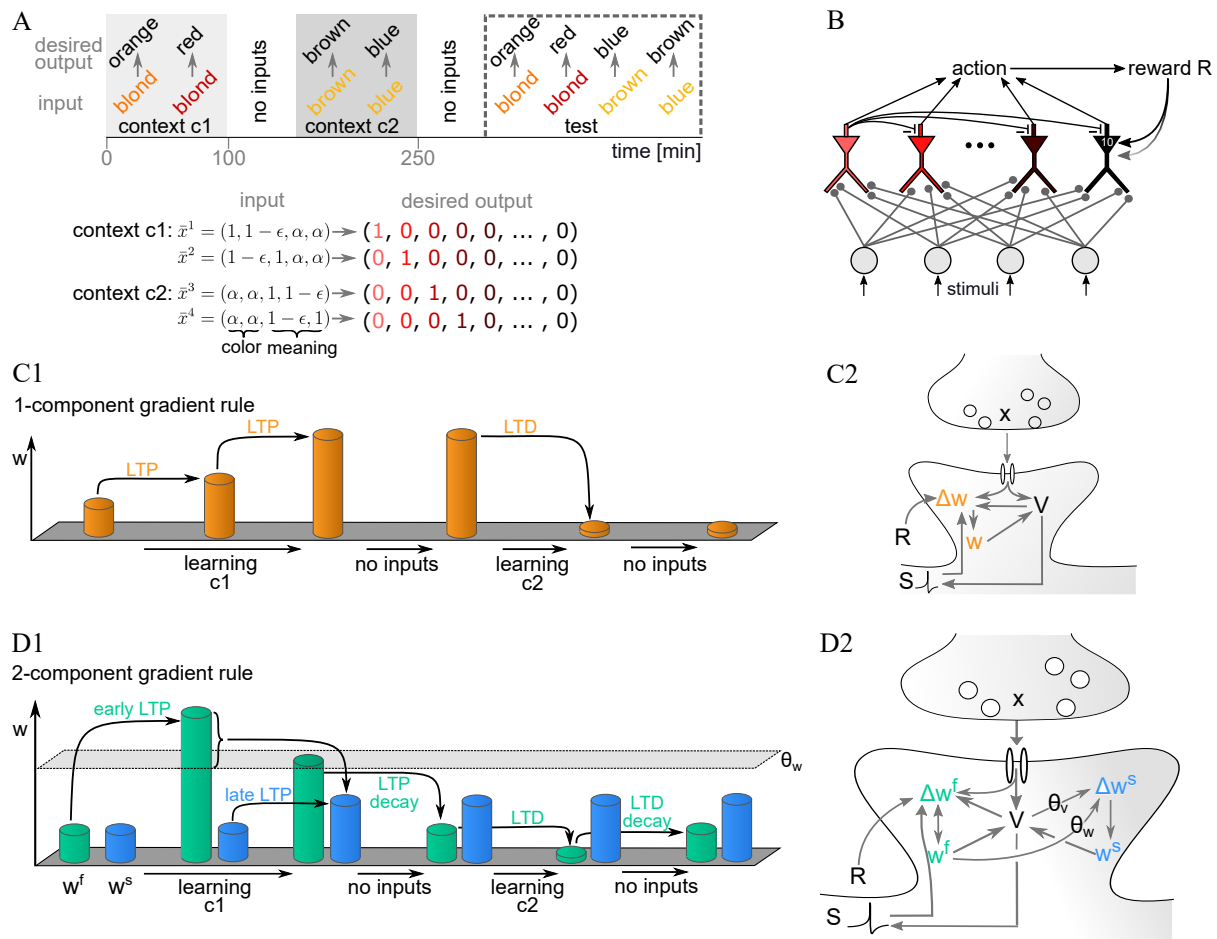 A
desired
output
orange
red
brown
blue
orange
red
blue
brown
no inputs
no inputs
input
blond
blond
brown
blue
blond
blond
brown
blue
context c1
context c2
test
0
100
250
time [min]
input
desired output
context c1: x̄¹ = (1, 1 − ϵ, α, α) → (1, 0, 0, 0, 0, ... , 0)
x̄² = (1 − ϵ, 1, α, α) → (0, 1, 0, 0, 0, ... , 0)
context c2: x̄³ = (α, α, 1, 1 − ϵ) → (0, 0, 1, 0, 0, ... , 0)
x̄⁴ = (α, α, 1 − ϵ, 1) → (0, 0, 0, 1, 0, ... , 0)
color meaning
B
action
reward R
10
stimuli
C1
1-component gradient rule
w
LTP
LTP
LTD
learning
c1
no inputs
learning
c2
no inputs
C2
x
Δw
V
R
w
S
D1
2-component gradient rule
w
early LTP
θw
late LTP
LTP
decay
LTD
LTD
decay
wᶠ
wˢ
learning
c1
no inputs
learning
c2
no inputs
D2
x
Δwᶠ
Δwˢ
θv
V
θw
wᶠ
wˢ
R
S